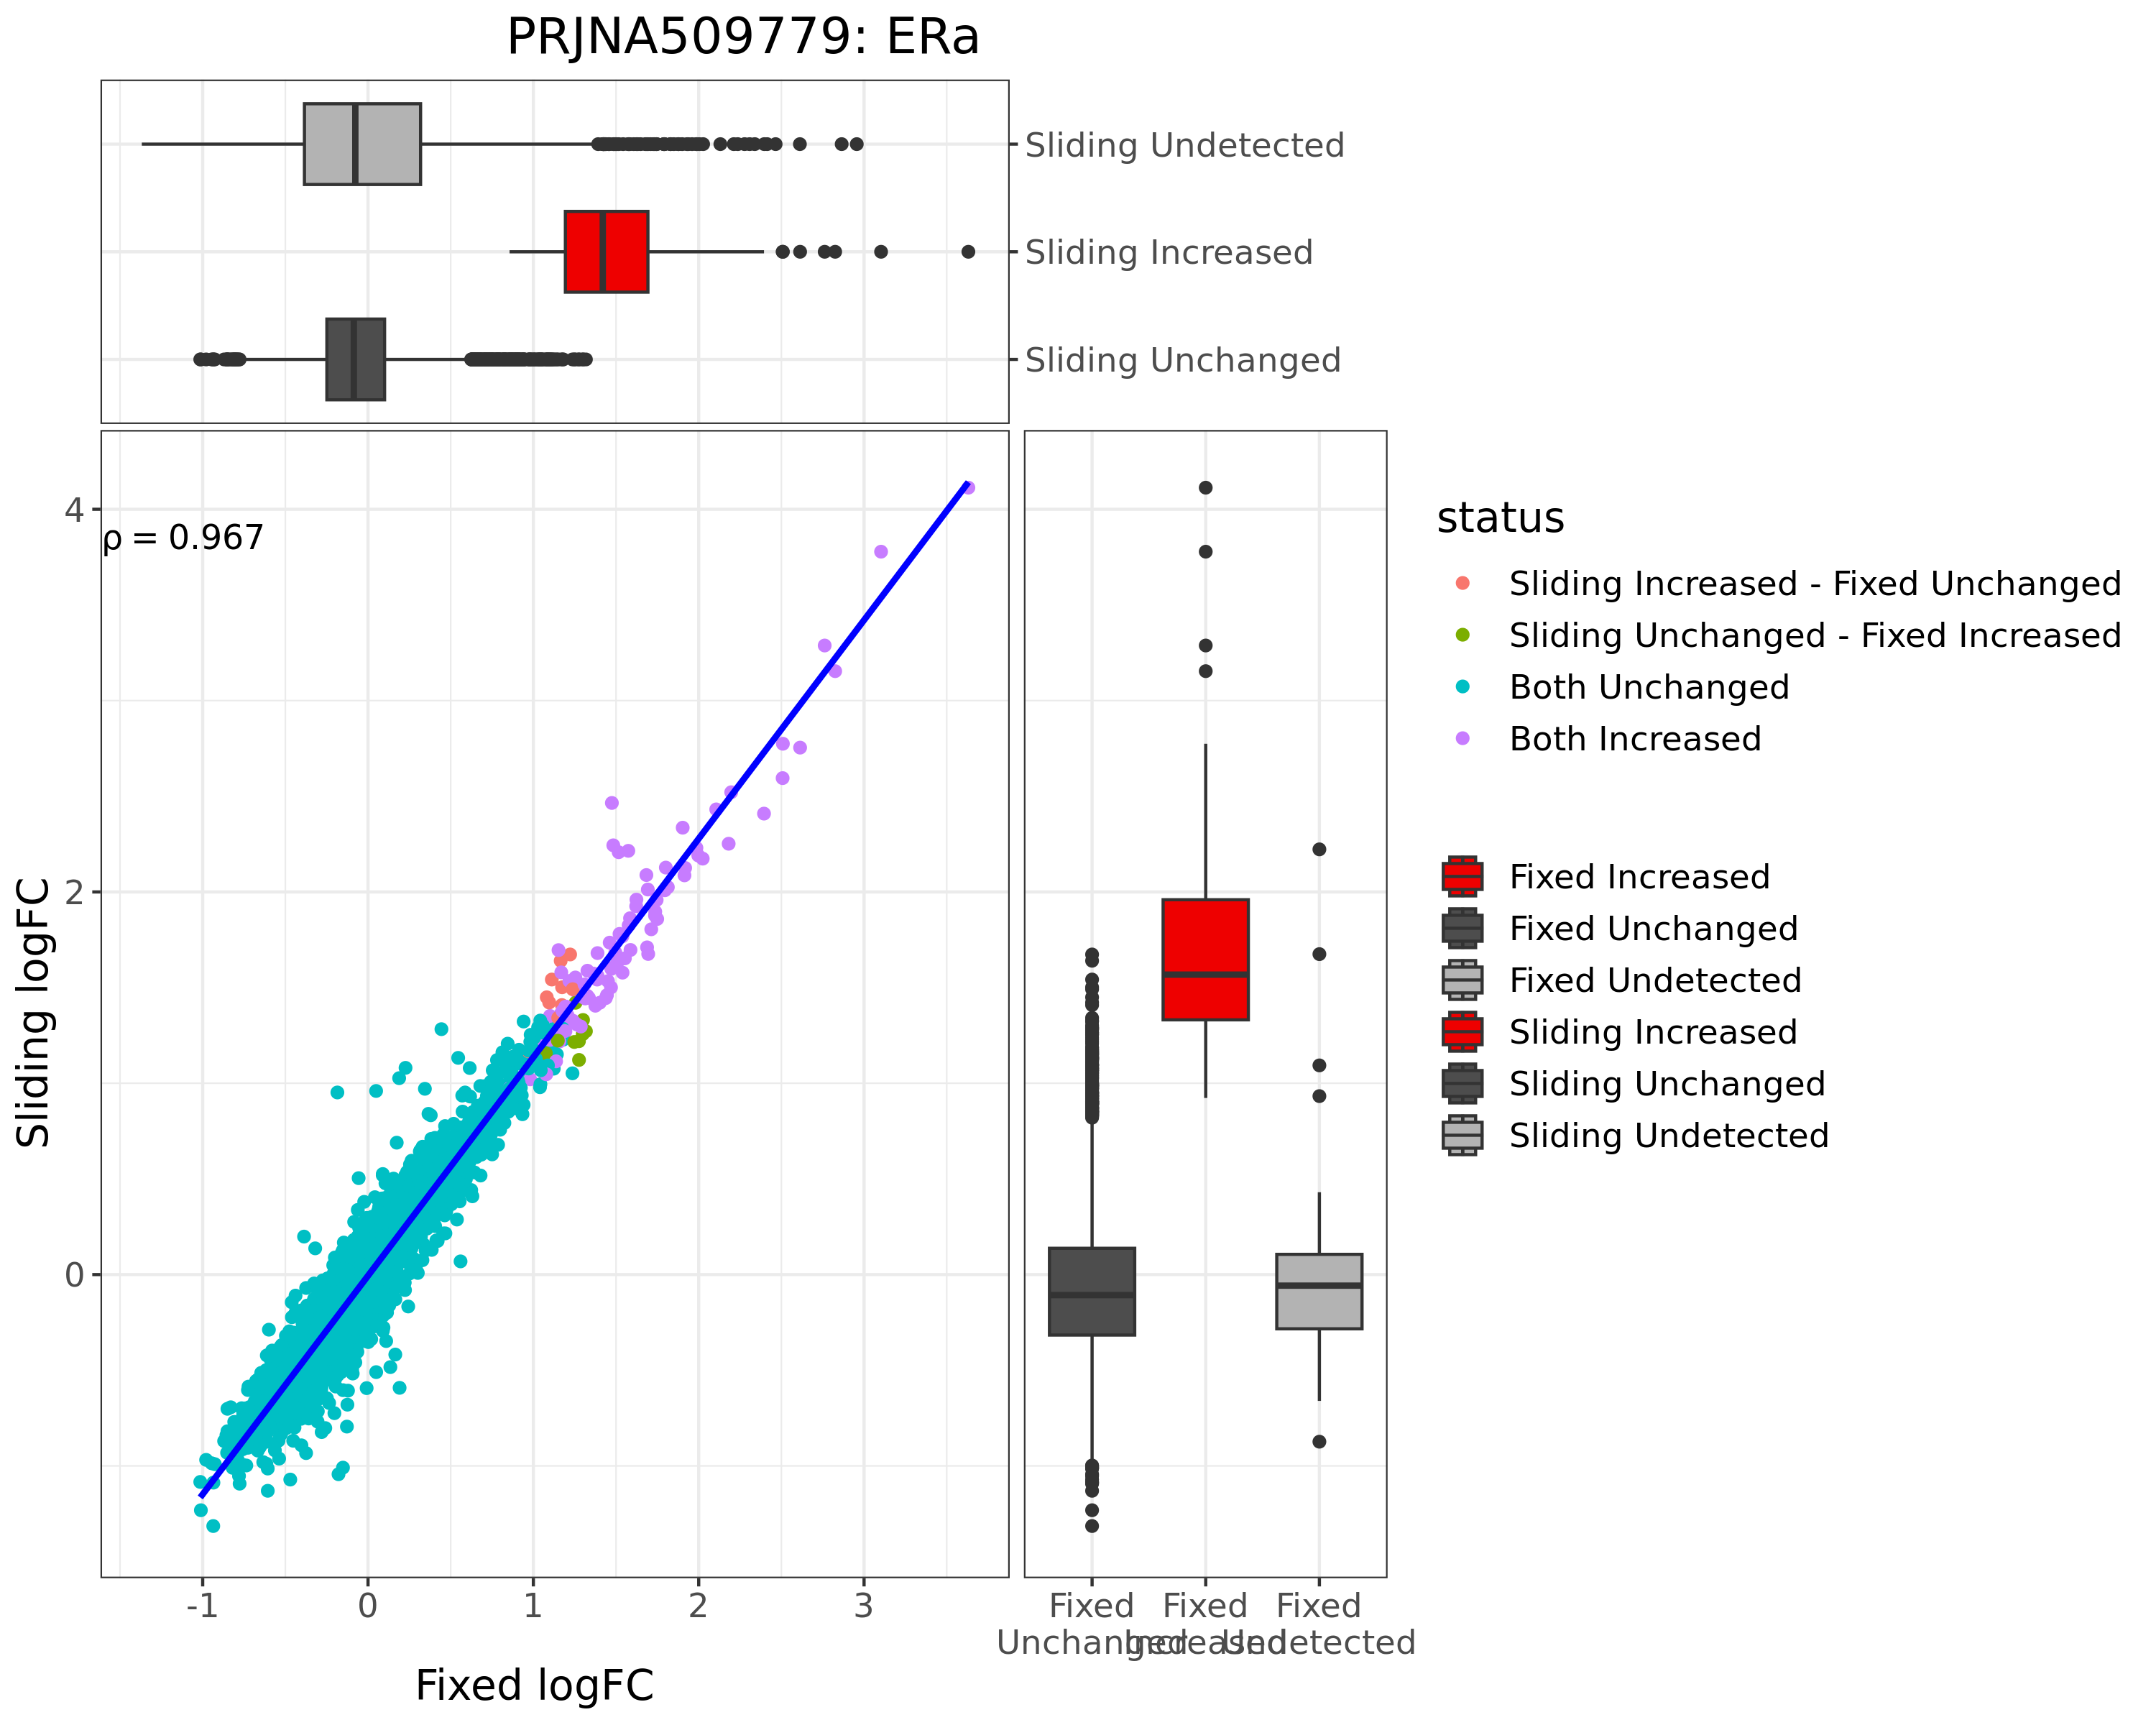 PRJNA509779: ERa
Sliding Undetected
Sliding Increased
Sliding Unchanged
4
2
0
Sliding logFC
ρ = 0.967
-1
0
1
2
3
Fixed logFC
Fixed
Unchanged
Fixed
Increased
Fixed
Undetected
status
Sliding Increased - Fixed Unchanged
Sliding Unchanged - Fixed Increased
Both Unchanged
Both Increased
Fixed Increased
Fixed Unchanged
Fixed Undetected
Sliding Increased
Sliding Unchanged
Sliding Undetected